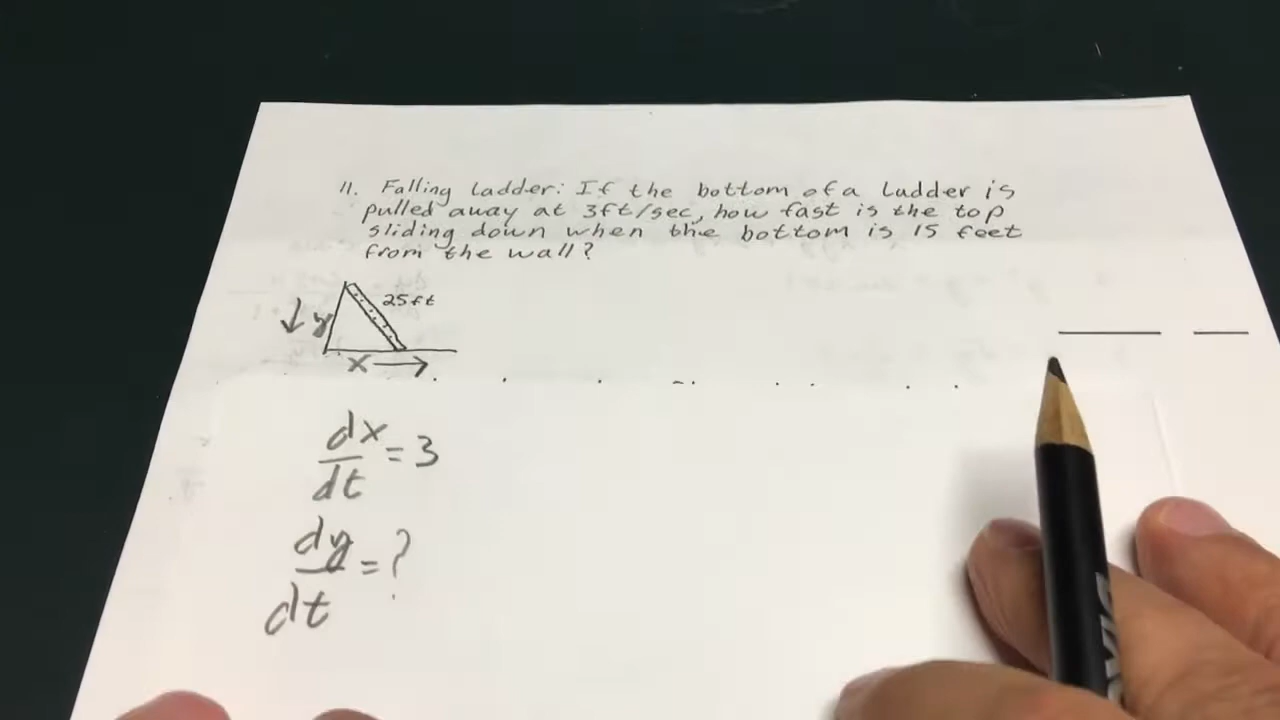 11. Falling ladder: If the bottom of a ladder is
pulled away at 3ft/sec, how fast is the top
sliding down when the bottom is 15 feet
from the wall?
25ft
↓ y
x →
dx/dt = 3
dy/dt = ?